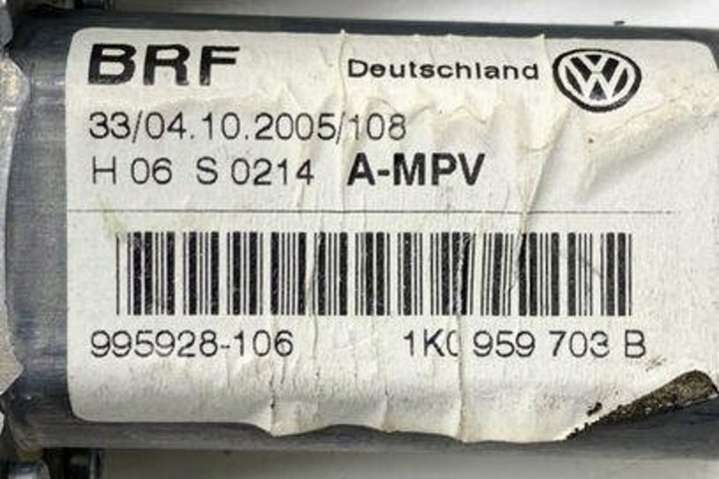 BRF Deutschland
33/04.10.2005/108
H 06 S 0214 A-MPV
995928-106 1K0 959 703 B